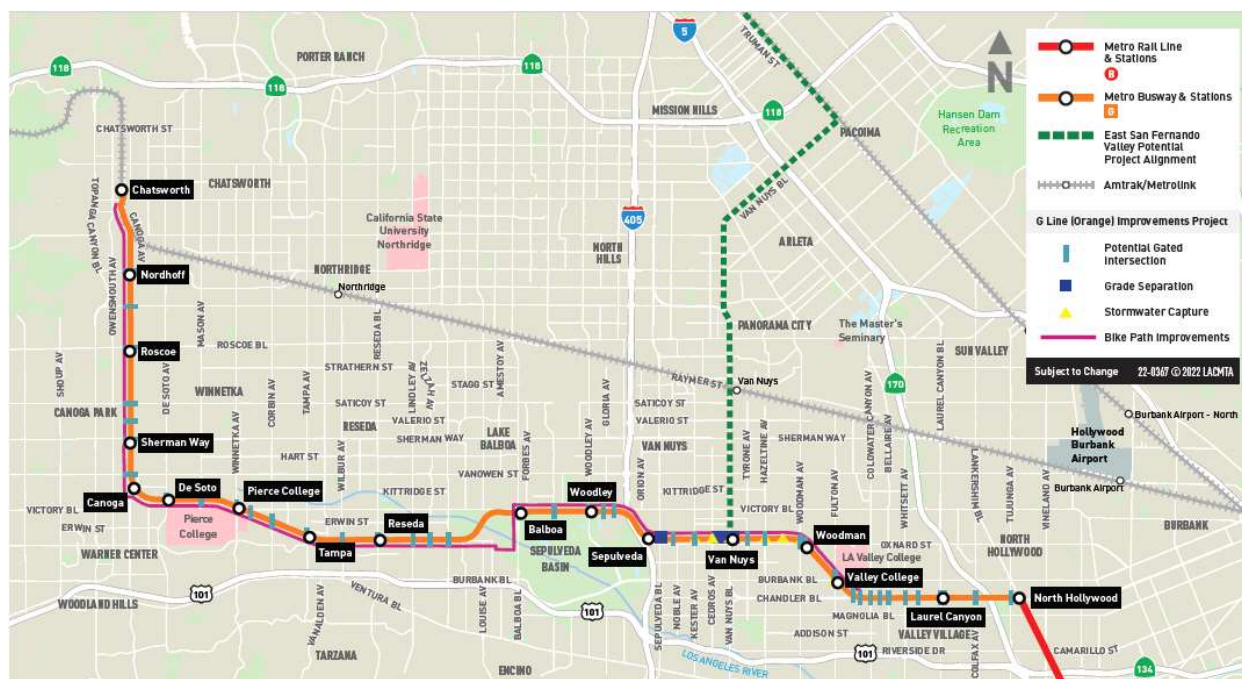 118
PORTER RANCH
118
118
5
TRUMAN ST
MISSION HILLS
118
PACOIMA
Hansen Dam
Recreation
Area
CHATSWORTH ST
CHATSWORTH
Chatsworth
TOPANGA CANYON BL
CANOGA AV
California State
University
Northridge
405
VAN NUYS BL
NORTH
HILLS
ARLETA
NORTHRIDGE
Northridge
Nordhoff
OWENSMOUTH AV
MASON AV
RESEDA BL
PANORAMA CITY
The Master's
Seminary
SUN VALLEY
ROSCOE BL
Roscoe
STRATHERN ST
SHOUP AV
DE SOTO AV
WINNETKA
CORBIN AV
TAMPA AV
LINDLEY AV
ZELZAH AV
AMESTOY AV
STAGG ST
RAYMER ST
Van Nuys
170
LAUREL CANYON BL
SATICOY ST
SATICOY ST
GLORIA AV
CANOGA PARK
WINNETKA AV
RESEDA
VALERIO ST
VALERIO ST
SHERMAN WAY
LAKE
BALBOA
FORBES AV
WOODLEY AV
VAN NUYS
ORION AV
TYRONE AV
HAZELTINE AV
SHERMAN WAY
COLDWATER CANYON AV
BELLAIRE AV
Burbank Airport - North
Hollywood
Burbank
Airport
Sherman Way
HART ST
WILBUR AV
VANOWEN ST
Burbank Airport
Canoga
De Soto
Pierce College
KITTRIDGE ST
KITTRIDGE ST
WOODMAN AV
FULTON AV
WHITSETT AV
LANKERSHIM BL
TUJUNGA AV
VINELAND AV
VICTORY BL
VICTORY BL
Woodley
Balboa
ERWIN ST
ERWIN ST
Pierce
College
Reseda
Tampa
WARNER CENTER
SEPULVEDA
BASIN
Sepulveda
Van Nuys
Woodman
OXNARD ST
LA Valley College
NORTH
HOLLYWOOD
BURBANK
BURBANK BL
BURBANK BL
Valley College
CHANDLER BL
WOODLAND HILLS
101
VENTURA BL
VANALDEN AV
LOUISE AV
BALBOA BL
101
SEPULVEDA BL
NOBLE AV
KESTER AV
CEDROS AV
VAN NUYS BL
MAGNOLIA BL
Laurel Canyon
North Hollywood
ADDISON ST
VALLEY VILLAGE
RIVERSIDE DR
COLFAX AV
CAMARILLO ST
TARZANA
ENCINO
LOS ANGELES RIVER
101
134
N
Metro Rail Line
& Stations
B
Metro Busway & Stations
G
East San Fernando
Valley Potential
Project Alignment
Amtrak/Metrolink
G Line (Orange) Improvements Project
Potential Gated
Intersection
Grade Separation
Stormwater Capture
Bike Path Improvements
Subject to Change 22-0367 © 2022 LACMTA